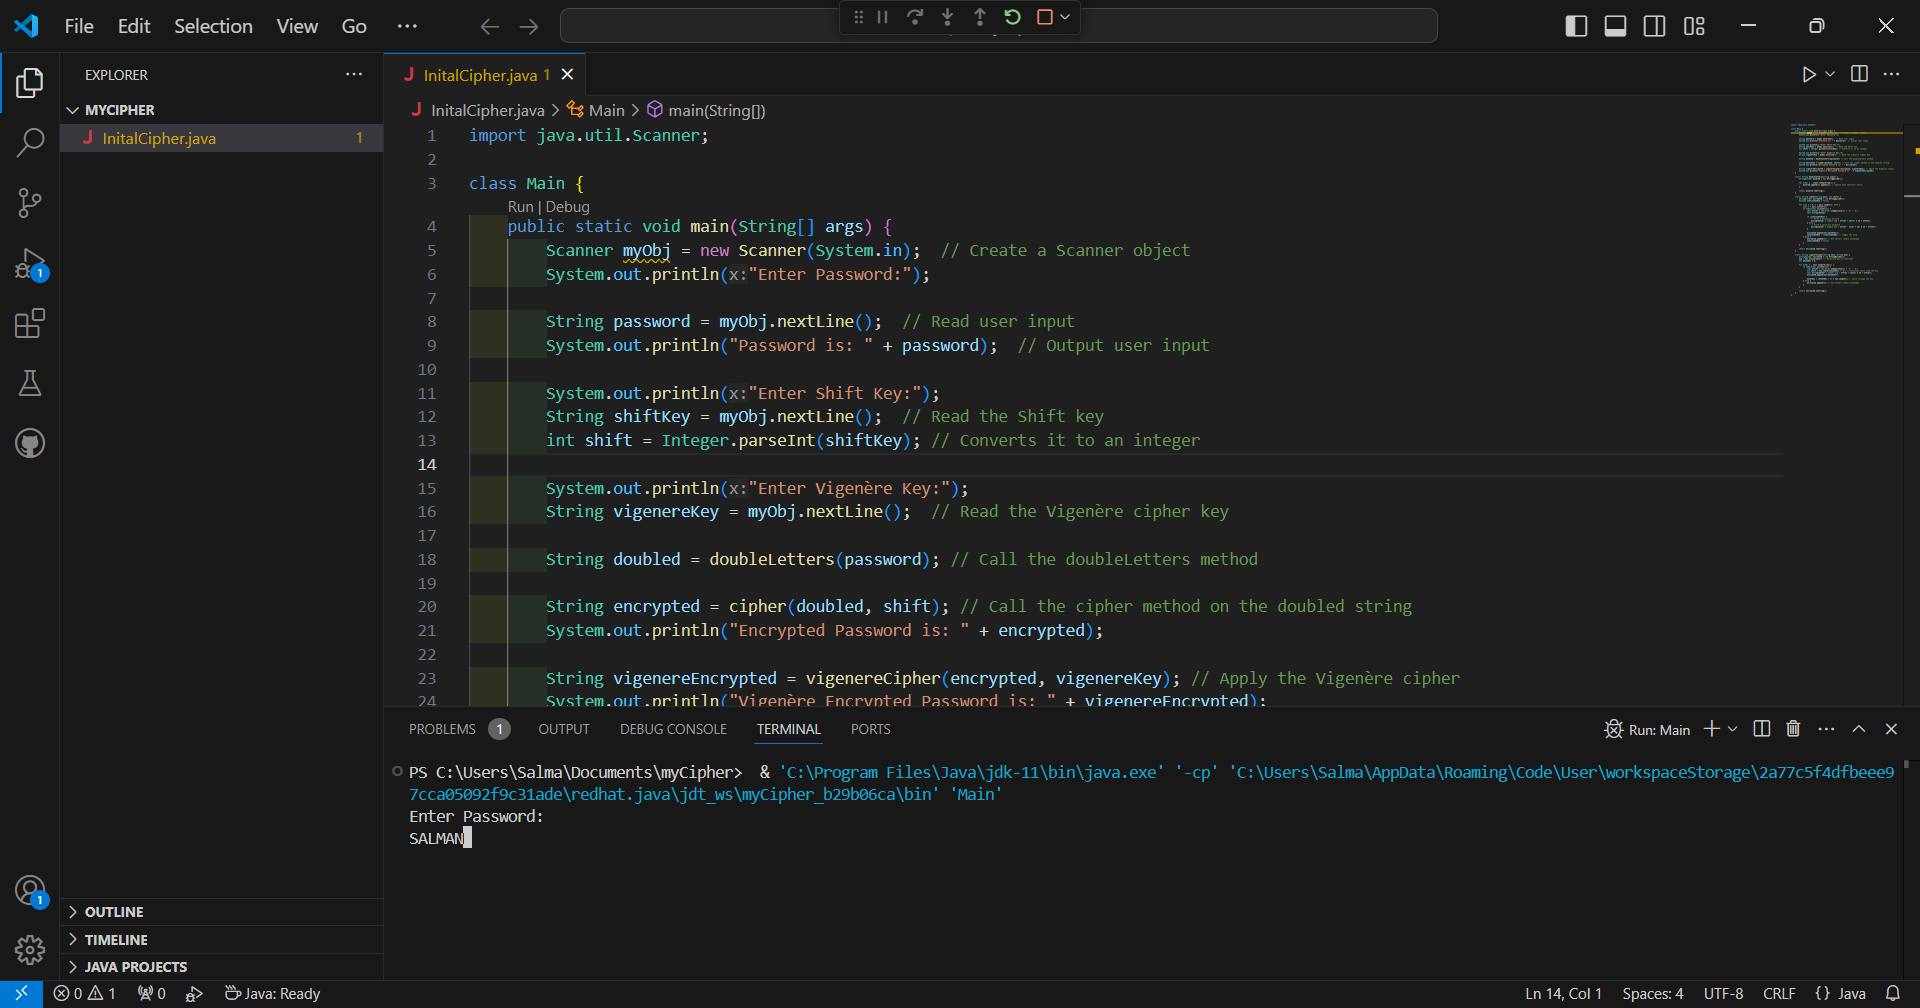 File Edit Selection View Go ···
EXPLORER ···
MYCIPHER
J InitalCipher.java 1
J InitalCipher.java 1
J InitalCipher.java > Main > main(String[])
1 import java.util.Scanner;
2
3 class Main {
Run | Debug
4 public static void main(String[] args) {
5 Scanner myObj = new Scanner(System.in); // Create a Scanner object
6 System.out.println(x:"Enter Password:");
7
8 String password = myObj.nextLine(); // Read user input
9 System.out.println("Password is: " + password); // Output user input
10
11 System.out.println(x:"Enter Shift Key:");
12 String shiftKey = myObj.nextLine(); // Read the Shift key
13 int shift = Integer.parseInt(shiftKey); // Converts it to an integer
14
15 System.out.println(x:"Enter Vigenère Key:");
16 String vigenereKey = myObj.nextLine(); // Read the Vigenère cipher key
17
18 String doubled = doubleLetters(password); // Call the doubleLetters method
19
20 String encrypted = cipher(doubled, shift); // Call the cipher method on the doubled string
21 System.out.println("Encrypted Password is: " + encrypted);
22
23 String vigenereEncrypted = vigenereCipher(encrypted, vigenereKey); // Apply the Vigenère cipher
24 System.out.println("Vigenère Encrypted Password is: " + vigenereEncrypted);
1
1
PROBLEMS 1 OUTPUT DEBUG CONSOLE TERMINAL PORTS
Run: Main
PS C:\Users\Salma\Documents\myCipher> & 'C:\Program Files\Java\jdk-11\bin\java.exe' '-cp' 'C:\Users\Salma\AppData\Roaming\Code\User\workspaceStorage\2a77c5f4dfbeee9
7cca05092f9c31ade\redhat.java\jdt_ws\myCipher_b29b06ca\bin' 'Main'
Enter Password:
SALMAN
OUTLINE
TIMELINE
JAVA PROJECTS
0 1 0 Java: Ready
Ln 14, Col 1 Spaces: 4 UTF-8 CRLF {} Java